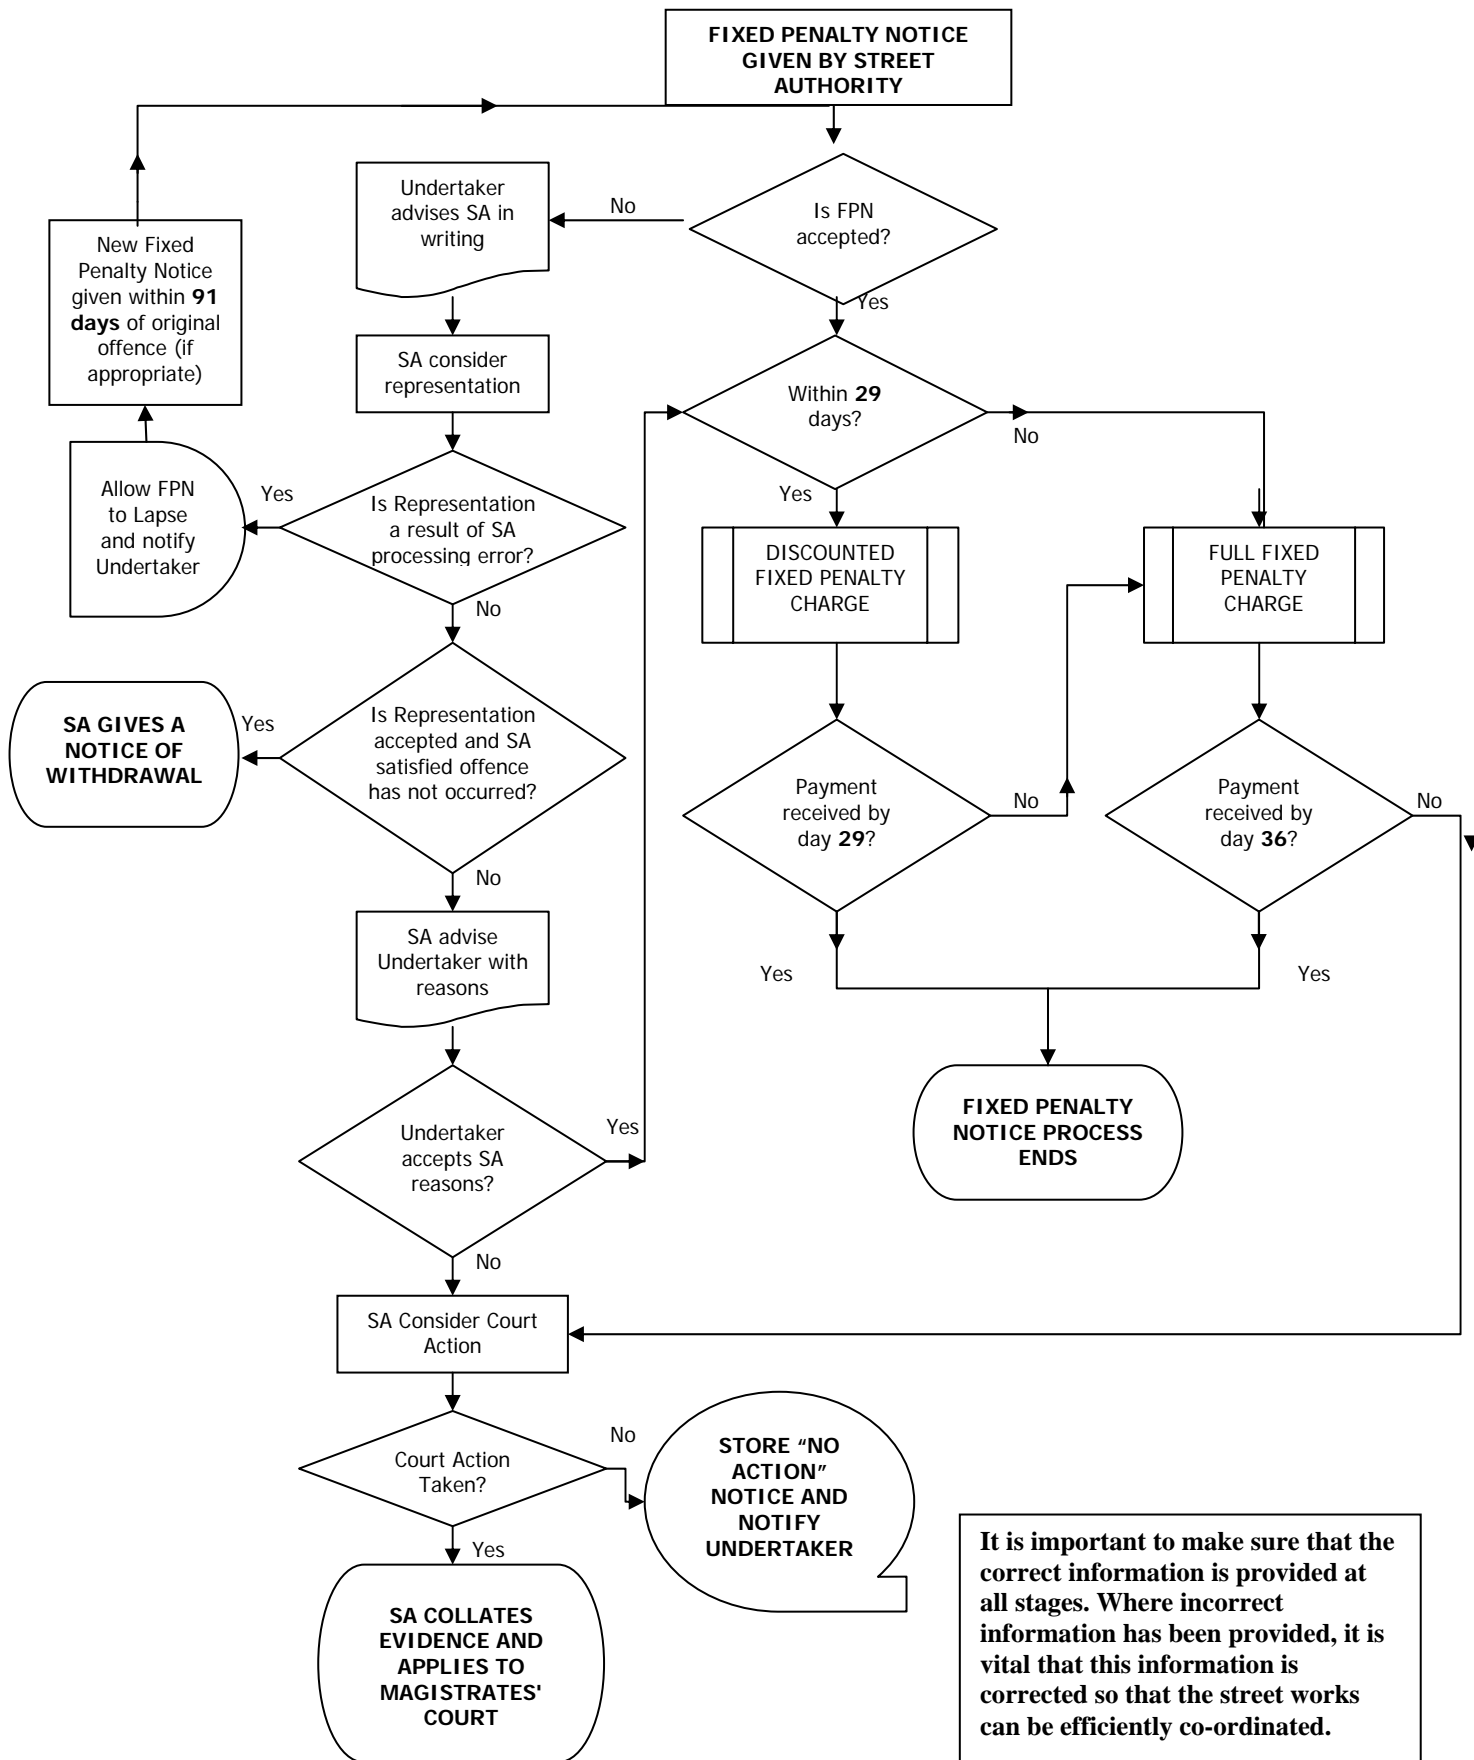 FIXED PENALTY NOTICE
GIVEN BY STREET
AUTHORITY
Is FPN
accepted?
No
Yes
Undertaker
advises SA in
writing
New Fixed
Penalty Notice
given within 91
days of original
offence (if
appropriate)
SA consider
representation
Within 29
days?
No
Yes
Allow FPN
to Lapse
and notify
Undertaker
Yes
Is Representation
a result of SA
processing error?
No
DISCOUNTED
FIXED PENALTY
CHARGE
FULL FIXED
PENALTY
CHARGE
SA GIVES A
NOTICE OF
WITHDRAWAL
Yes
Is Representation
accepted and SA
satisfied offence
has not occurred?
No
Payment
received by
day 29?
No
Yes
Payment
received by
day 36?
No
Yes
SA advise
Undertaker with
reasons
Undertaker
accepts SA
reasons?
Yes
No
FIXED PENALTY
NOTICE PROCESS
ENDS
SA Consider Court
Action
Court Action
Taken?
No
Yes
STORE “NO
ACTION”
NOTICE AND
NOTIFY
UNDERTAKER
SA COLLATES
EVIDENCE AND
APPLIES TO
MAGISTRATES'
COURT
It is important to make sure that the
correct information is provided at
all stages. Where incorrect
information has been provided, it is
vital that this information is
corrected so that the street works
can be efficiently co-ordinated.